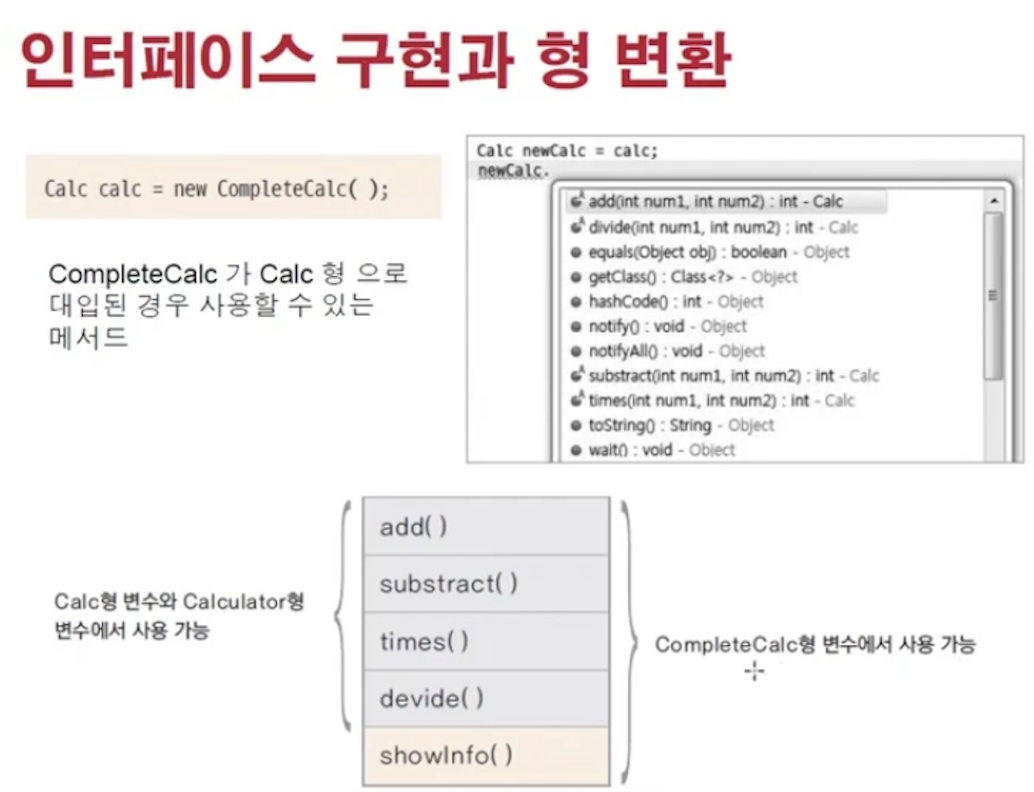 인터페이스 구현과 형 변환
Calc calc = new CompleteCalc( );
CompleteCalc 가 Calc 형 으로
대입된 경우 사용할 수 있는
메서드
Calc newCalc = calc;
newCalc.
add(int num1, int num2) : int - Calc
divide(int num1, int num2) : int - Calc
equals(Object obj) : boolean - Object
getClass() : Class<?> - Object
hashCode() : int - Object
notify() : void - Object
notifyAll() : void - Object
substract(int num1, int num2) : int - Calc
times(int num1, int num2) : int - Calc
toString() : String - Object
wait() : void - Object
Calc형 변수와 Calculator형
변수에서 사용 가능
add( )
substract( )
times( )
devide( )
showInfo( )
CompleteCalc형 변수에서 사용 가능